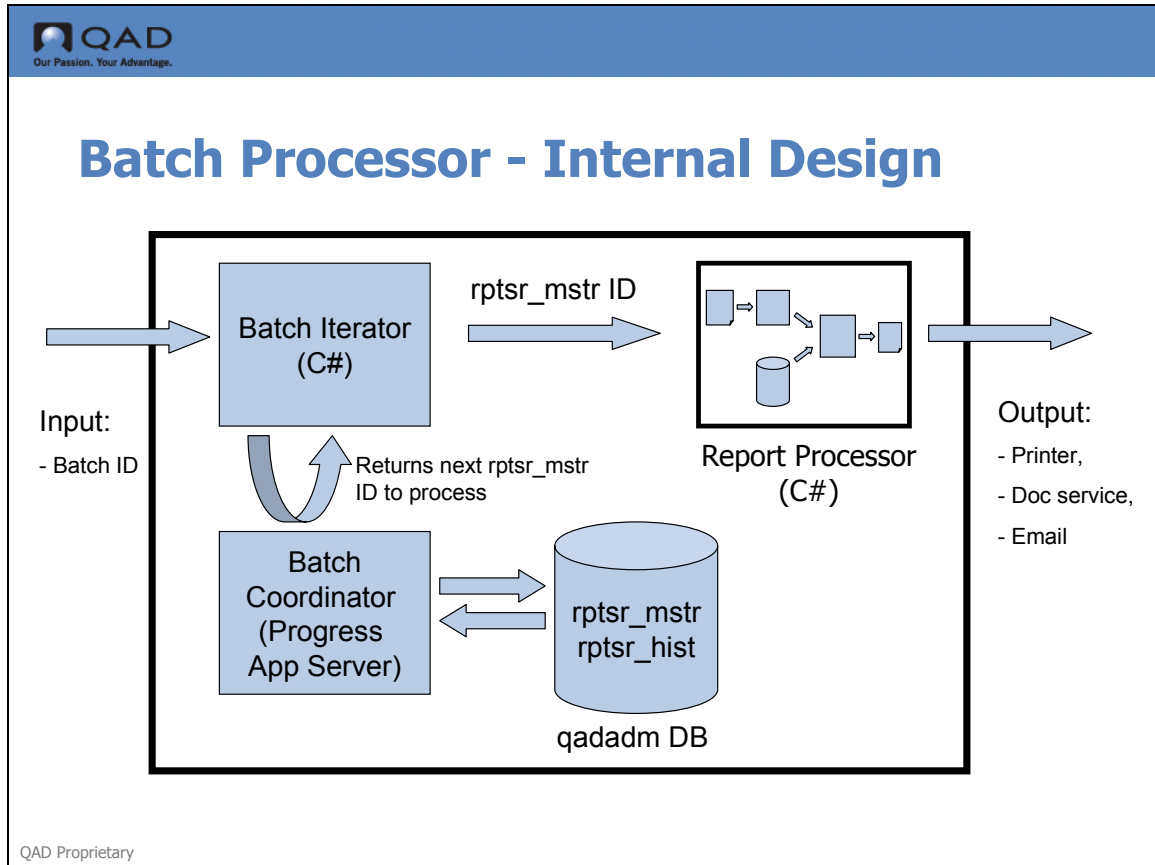 QAD
Our Passion. Your Advantage.
Batch Processor - Internal Design
Input:
- Batch ID
Batch Iterator
(C#)
rptsr_mstr ID
Returns next rptsr_mstr
ID to process
Batch
Coordinator
(Progress
App Server)
rptsr_mstr
rptsr_hist
qadadm DB
Report Processor
(C#)
Output:
- Printer,
- Doc service,
- Email
QAD Proprietary